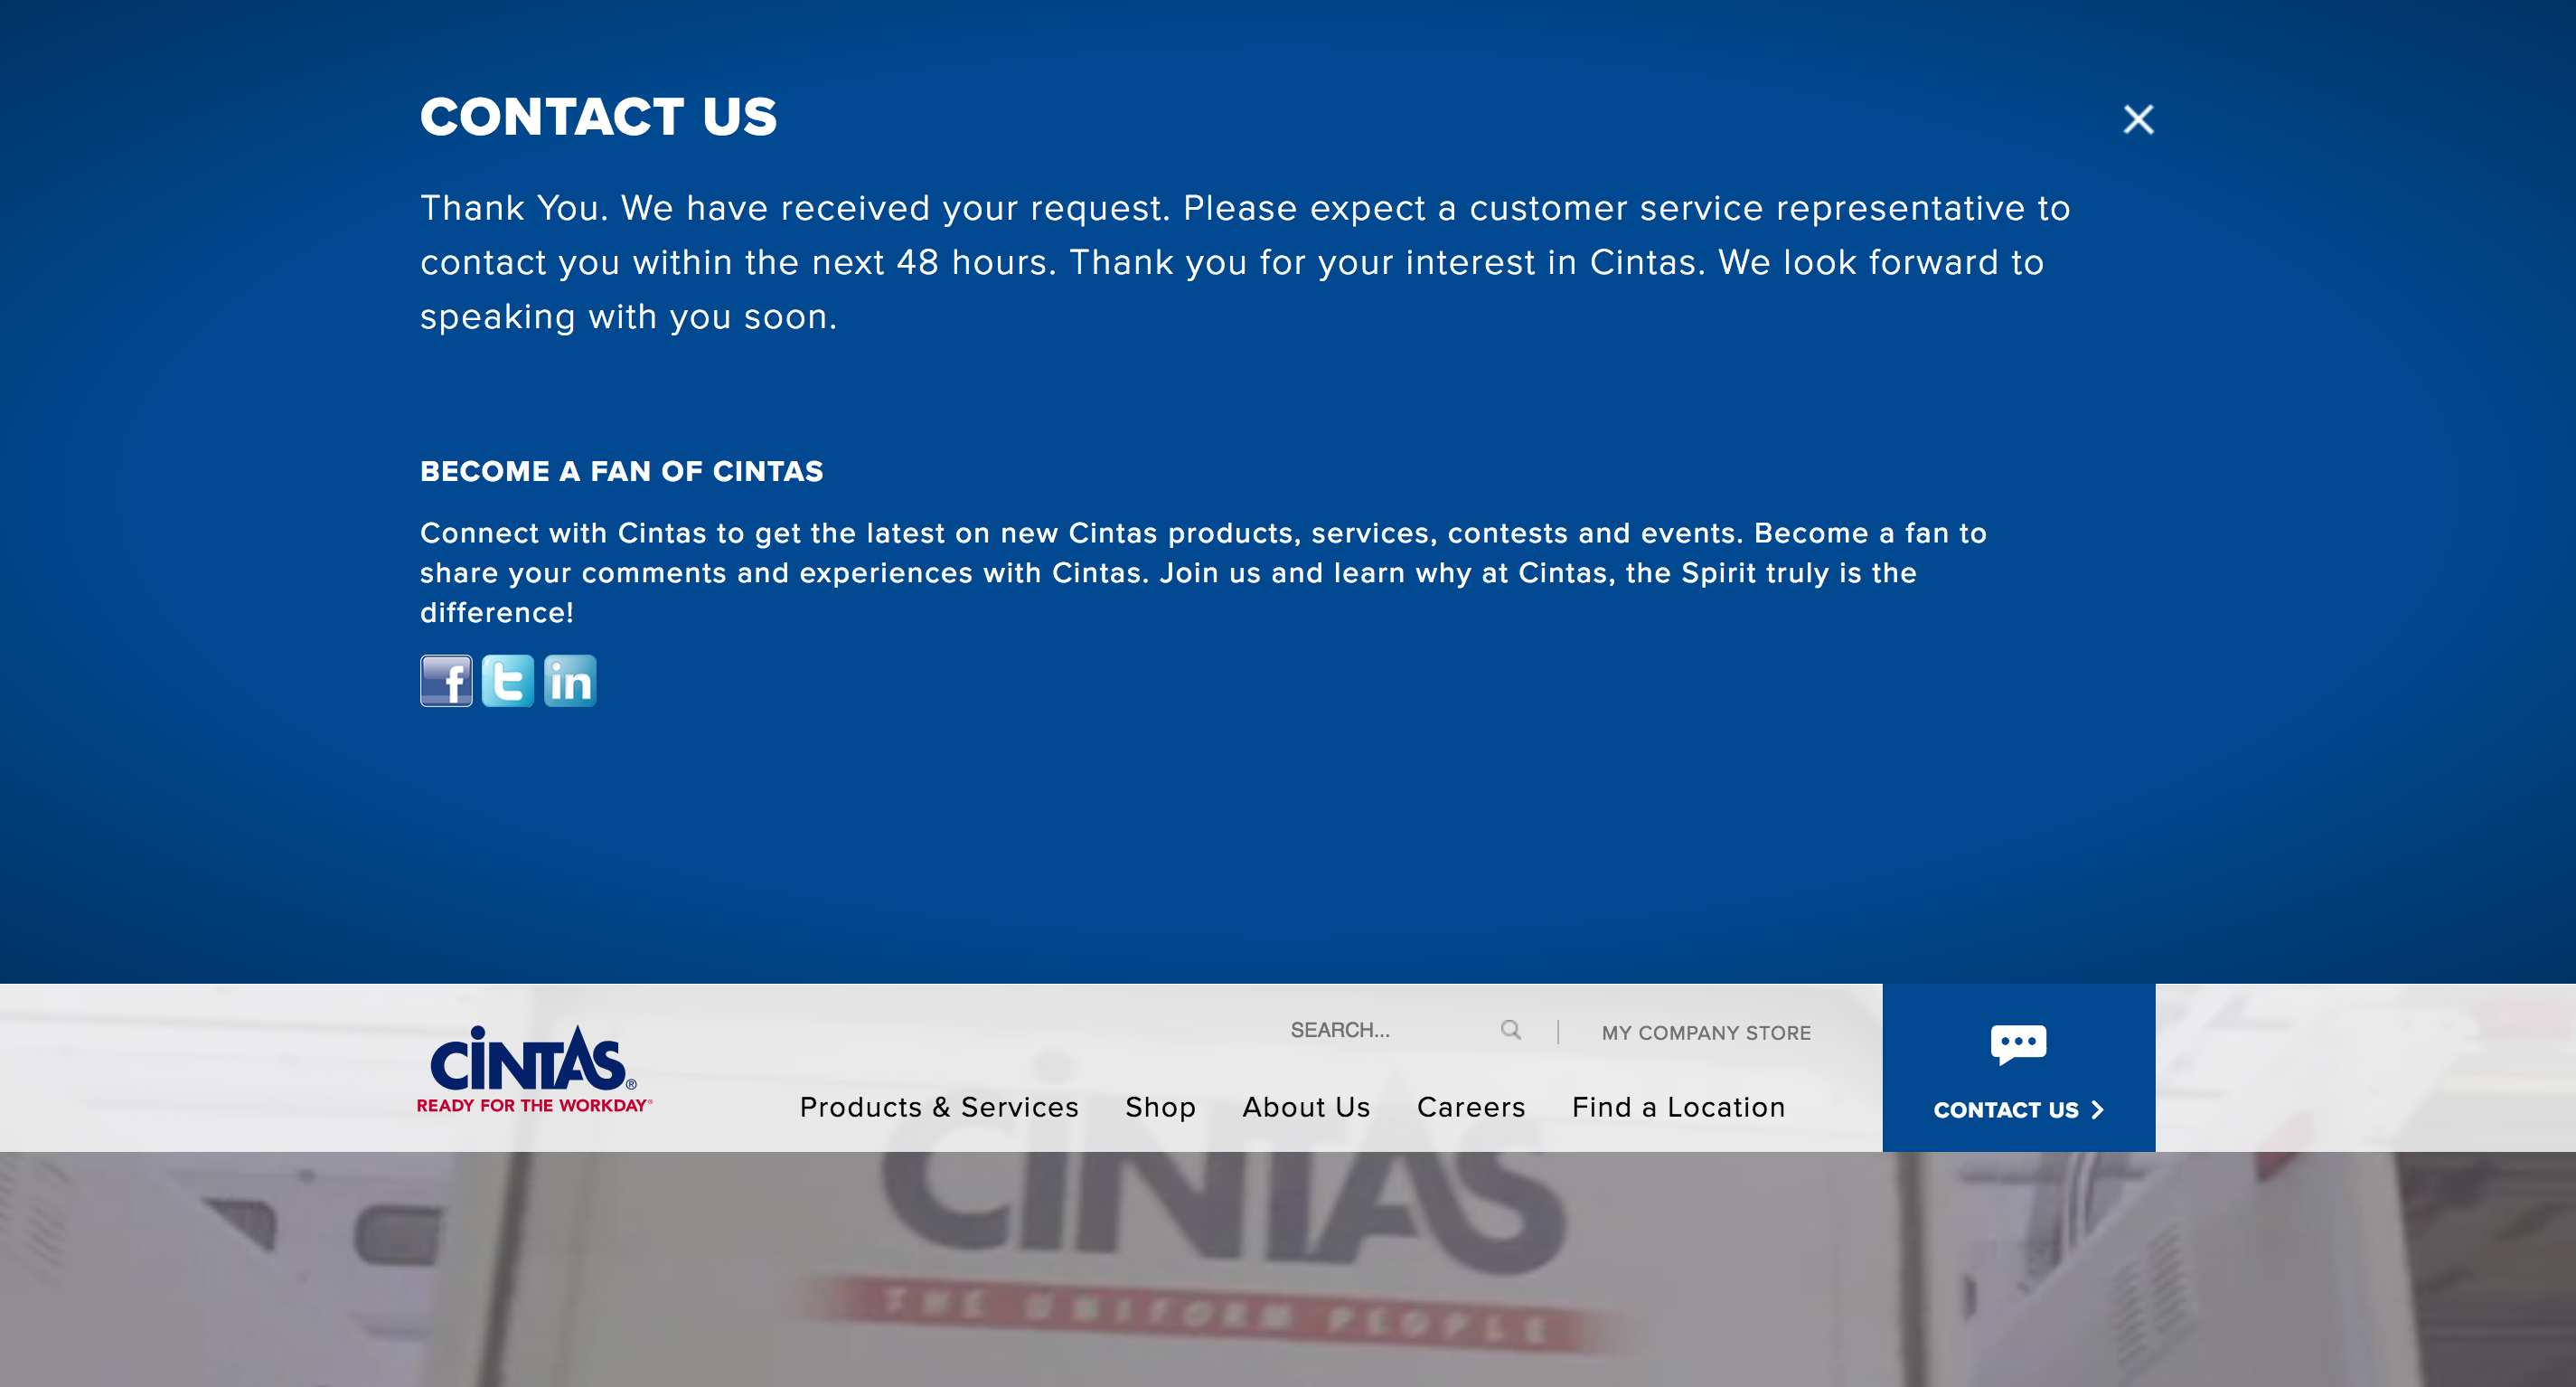 CONTACT US
Thank You. We have received your request. Please expect a customer service representative to
contact you within the next 48 hours. Thank you for your interest in Cintas. We look forward to
speaking with you soon.
BECOME A FAN OF CINTAS
Connect with Cintas to get the latest on new Cintas products, services, contests and events. Become a fan to
share your comments and experiences with Cintas. Join us and learn why at Cintas, the Spirit truly is the
difference!
f t in
SEARCH... | MY COMPANY STORE
CINTAS®
READY FOR THE WORKDAY®
Products & Services Shop About Us Careers Find a Location
CONTACT US
CINTAS
THE UNIFORM PEOPLE